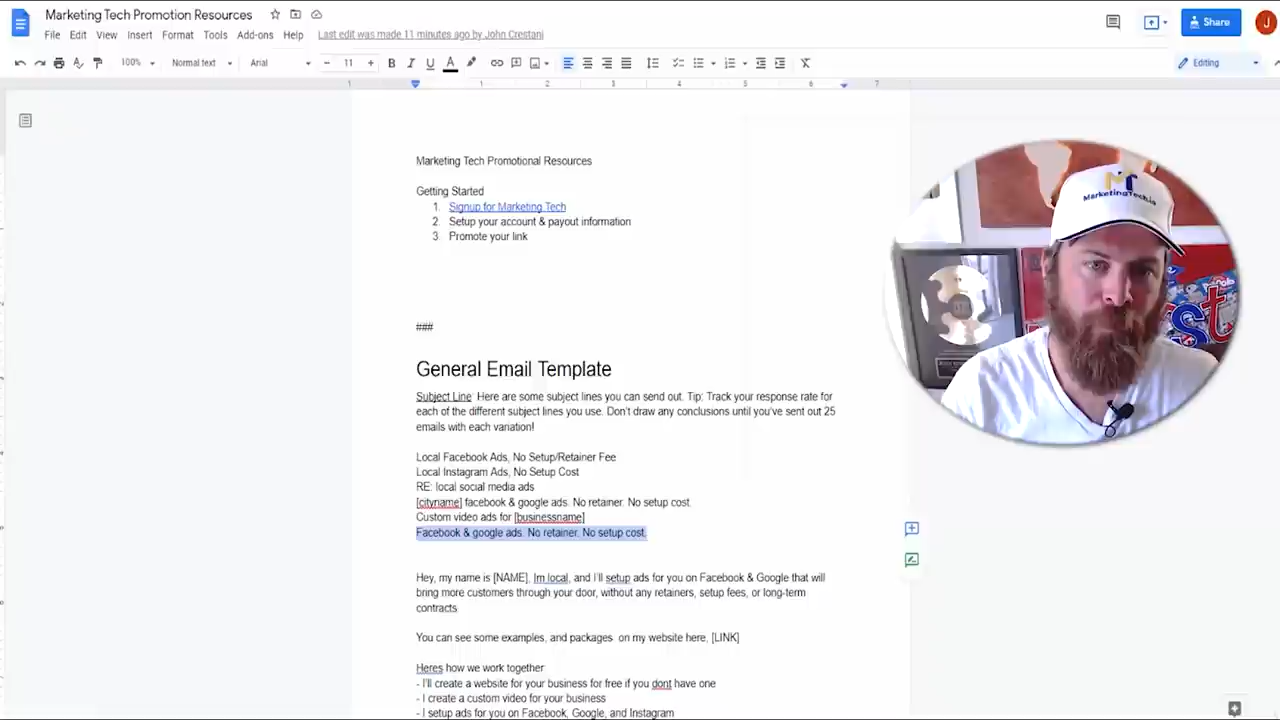 Marketing Tech Promotion Resources
File Edit View Insert Format Tools Add-ons Help Last edit was made 11 minutes ago by John Crestani
Share
J
100% Normal text Arial 11 B I U A Editing
1 1 2 3 4 5 6 7
Marketing Tech Promotional Resources
Getting Started
1. Signup for Marketing Tech
2. Setup your account & payout information
3. Promote your link
MarketingTech.io
st
###
General Email Template
Subject Line: Here are some subject lines you can send out. Tip: Track your response rate for
each of the different subject lines you use. Don't draw any conclusions until you've sent out 25
emails with each variation!
Local Facebook Ads, No Setup/Retainer Fee
Local Instagram Ads, No Setup Cost
RE: local social media ads
[cityname] facebook & google ads. No retainer. No setup cost.
Custom video ads for [businessname]
Facebook & google ads. No retainer. No setup cost.
Hey, my name is [NAME], Im local, and I'll setup ads for you on Facebook & Google that will
bring more customers through your door, without any retainers, setup fees, or long-term
contracts
You can see some examples, and packages on my website here, [LINK]
Heres how we work together
- I'll create a website for your business for free if you dont have one
- I create a custom video for your business
- I setup ads for you on Facebook, Google, and Instagram